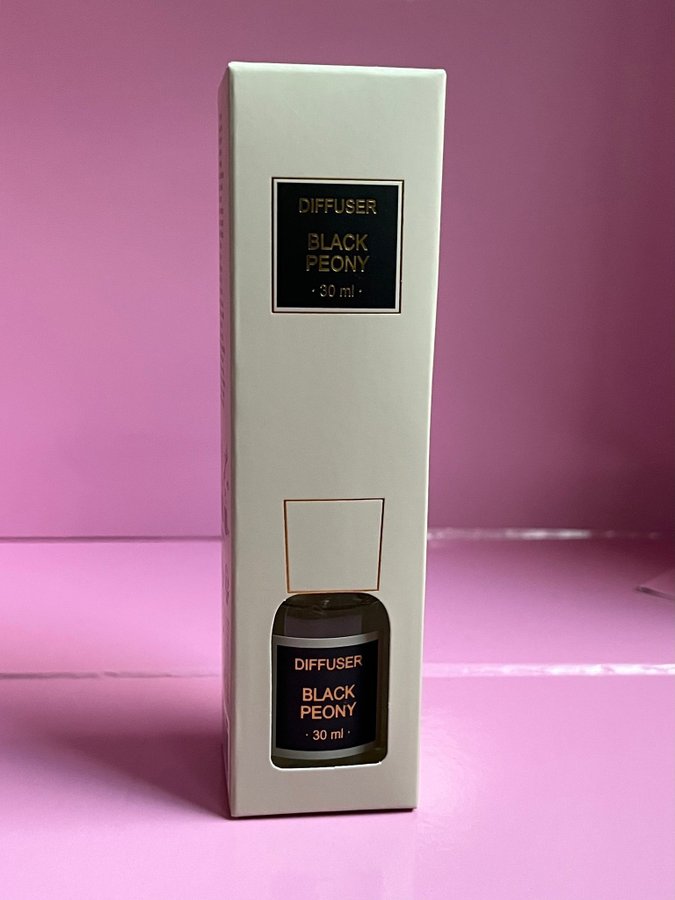 DIFFUSER
BLACK
PEONY
· 30 ml ·
DIFFUSER
BLACK
PEONY
· 30 ml ·